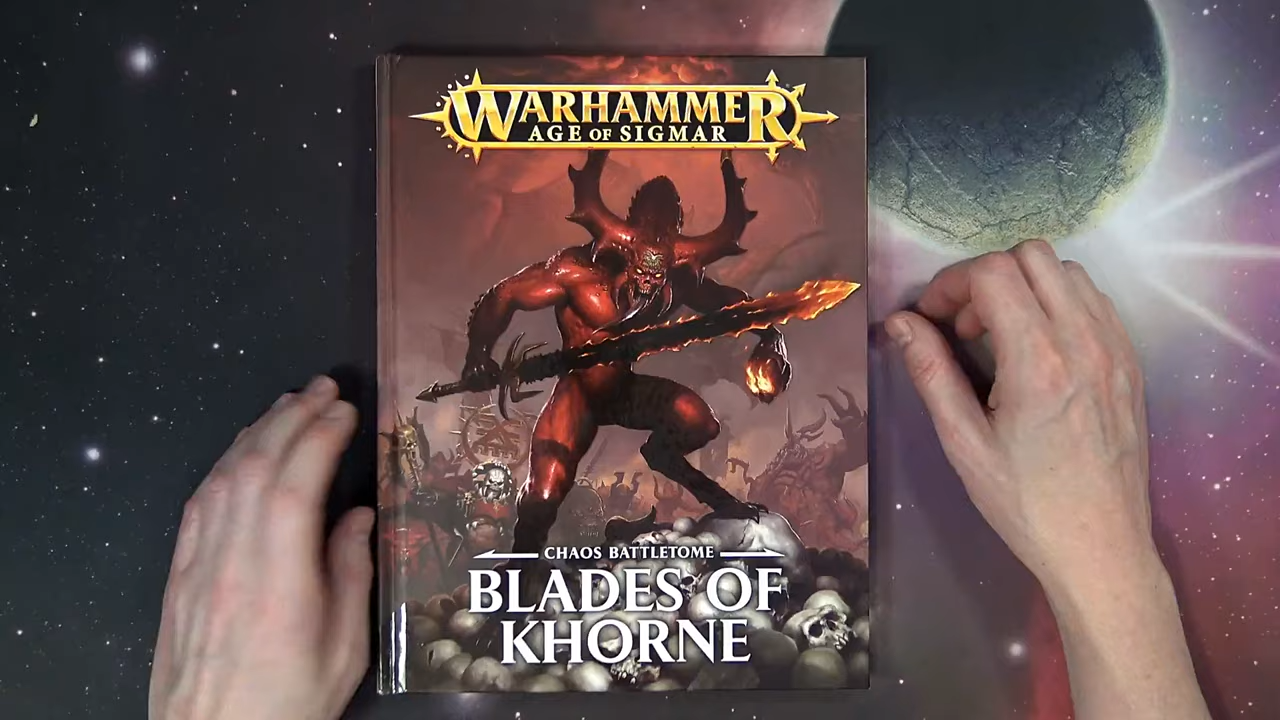 WARHAMMER
AGE OF SIGMAR
CHAOS BATTLETOME
BLADES OF
KHORNE